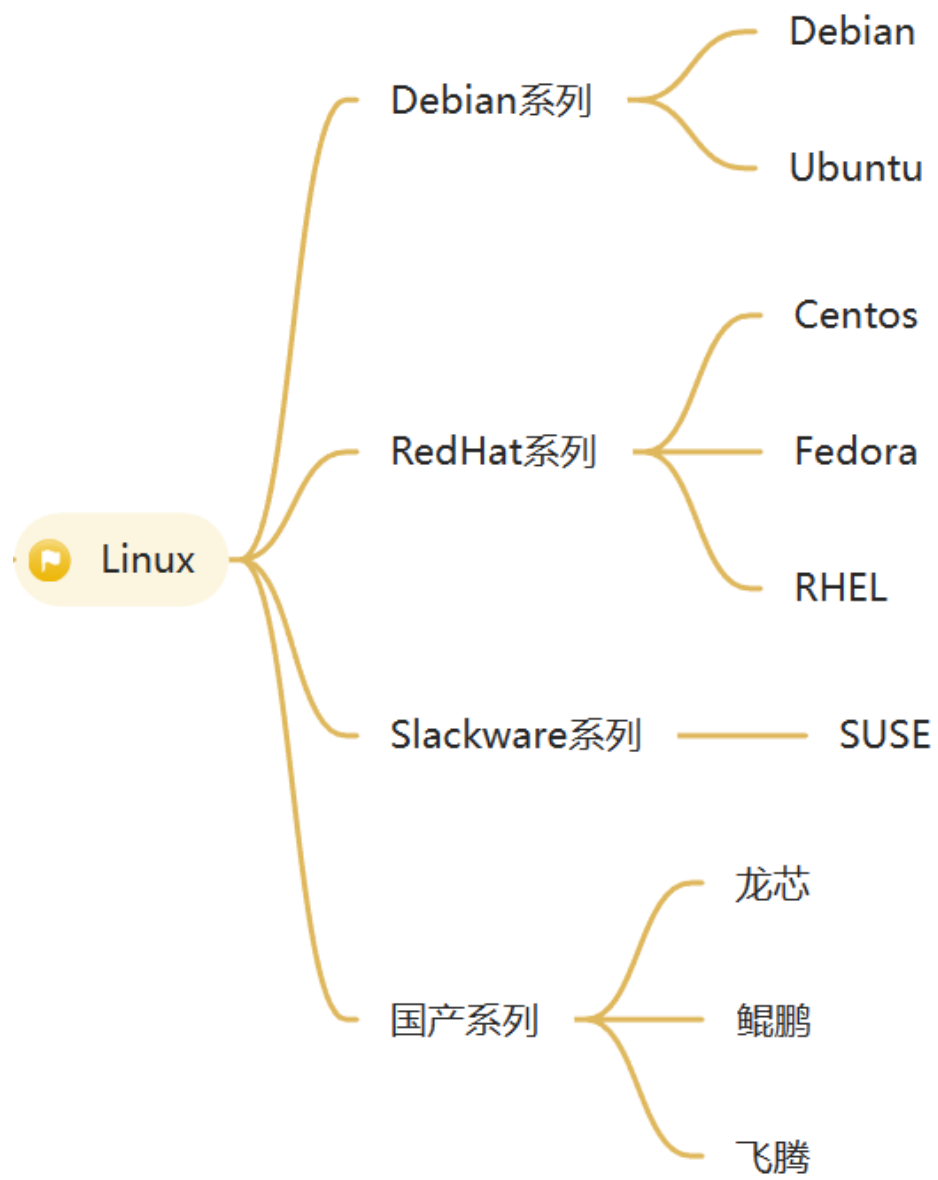 Linux
Debian系列
Debian
Ubuntu
RedHat系列
Centos
Fedora
RHEL
Slackware系列
SUSE
国产系列
龙芯
鲲鹏
飞腾